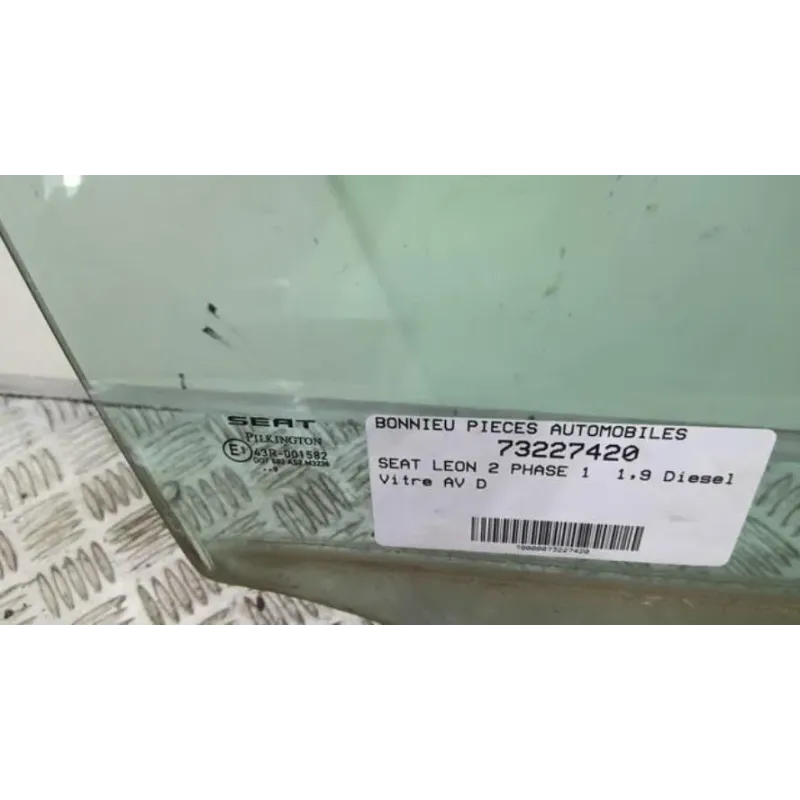 SEAT
PILKINGTON
E 43R-001582
BONNIEU PIECES AUTOMOBILES
73227420
SEAT LEON 2 PHASE 1 1,9 Diesel
Vitre AV D